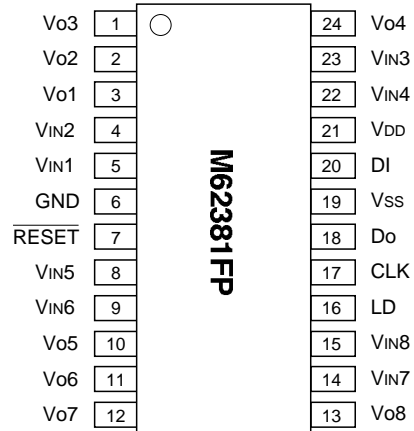 Vo3 1 24 Vo4
Vo2 2 23 VIN3
Vo1 3 22 VIN4
VIN2 4 21 VDD
VIN1 5 20 DI
GND 6 19 VSS
RESET 7 18 Do
VIN5 8 17 CLK
VIN6 9 16 LD
Vo5 10 15 VIN8
Vo6 11 14 VIN7
Vo7 12 13 Vo8
M62381FP